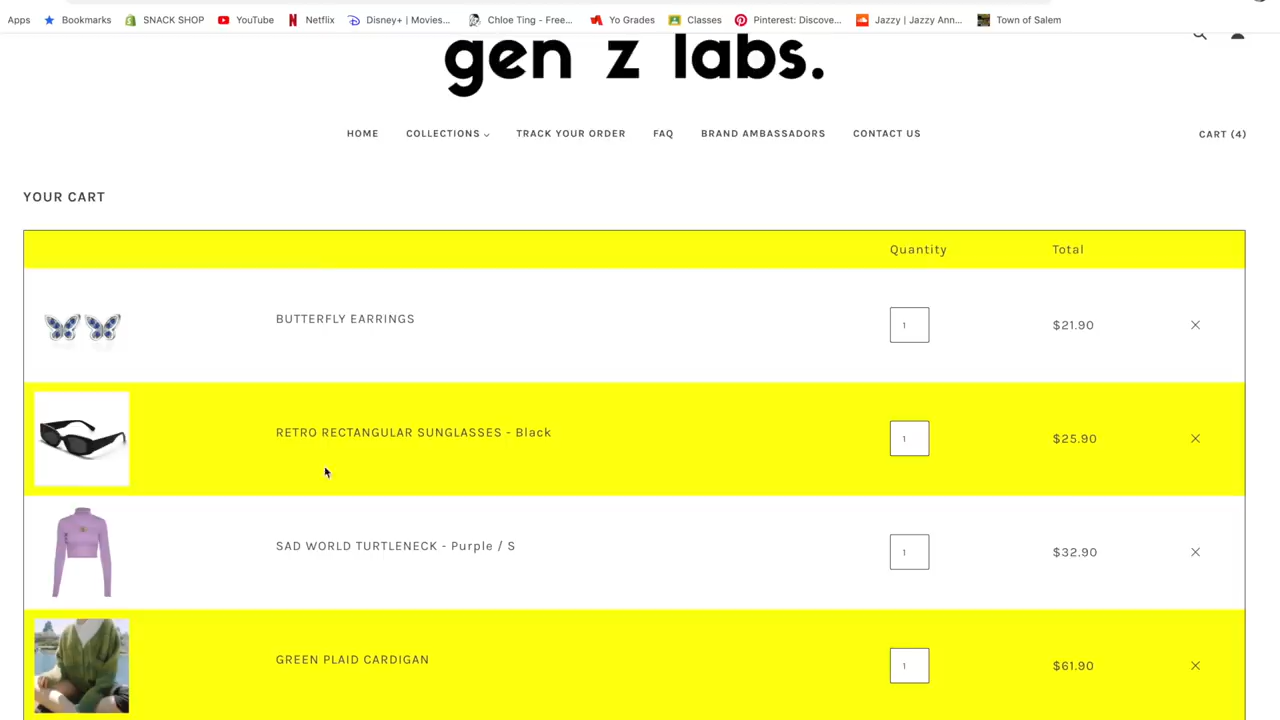 Apps Bookmarks SNACK SHOP YouTube Netflix Disney+ | Movies... Chloe Ting - Free... Yo Grades Classes Pinterest: Discove... Jazzy | Jazzy Ann... Town of Salem
gen z labs.
HOME COLLECTIONS TRACK YOUR ORDER FAQ BRAND AMBASSADORS CONTACT US CART (4)
YOUR CART
Quantity Total
BUTTERFLY EARRINGS 1 $21.90
RETRO RECTANGULAR SUNGLASSES - Black 1 $25.90
SAD WORLD TURTLENECK - Purple / S 1 $32.90
GREEN PLAID CARDIGAN 1 $61.90